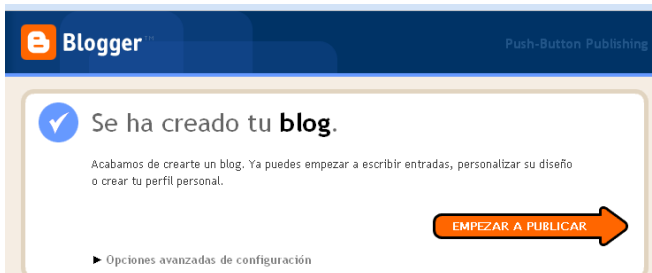 Blogger™
Push-Button Publishing
Se ha creado tu blog.
Acabamos de crearte un blog. Ya puedes empezar a escribir entradas, personalizar su diseño
o crear tu perfil personal.
EMPEZAR A PUBLICAR
► Opciones avanzadas de configuración